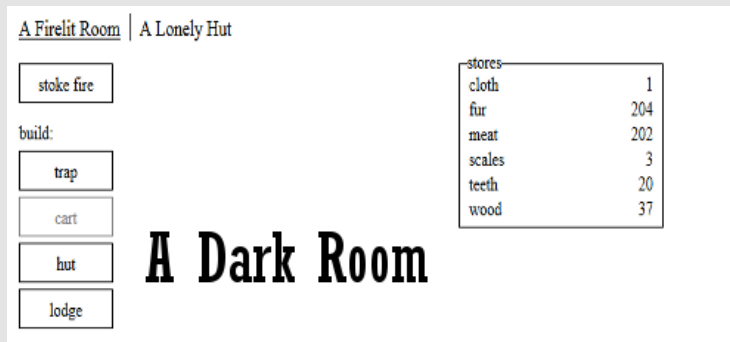 A Firelit Room | A Lonely Hut
stoke fire
build:
trap
cart
hut
lodge
A Dark Room
stores
cloth 1
fur 204
meat 202
scales 3
teeth 20
wood 37